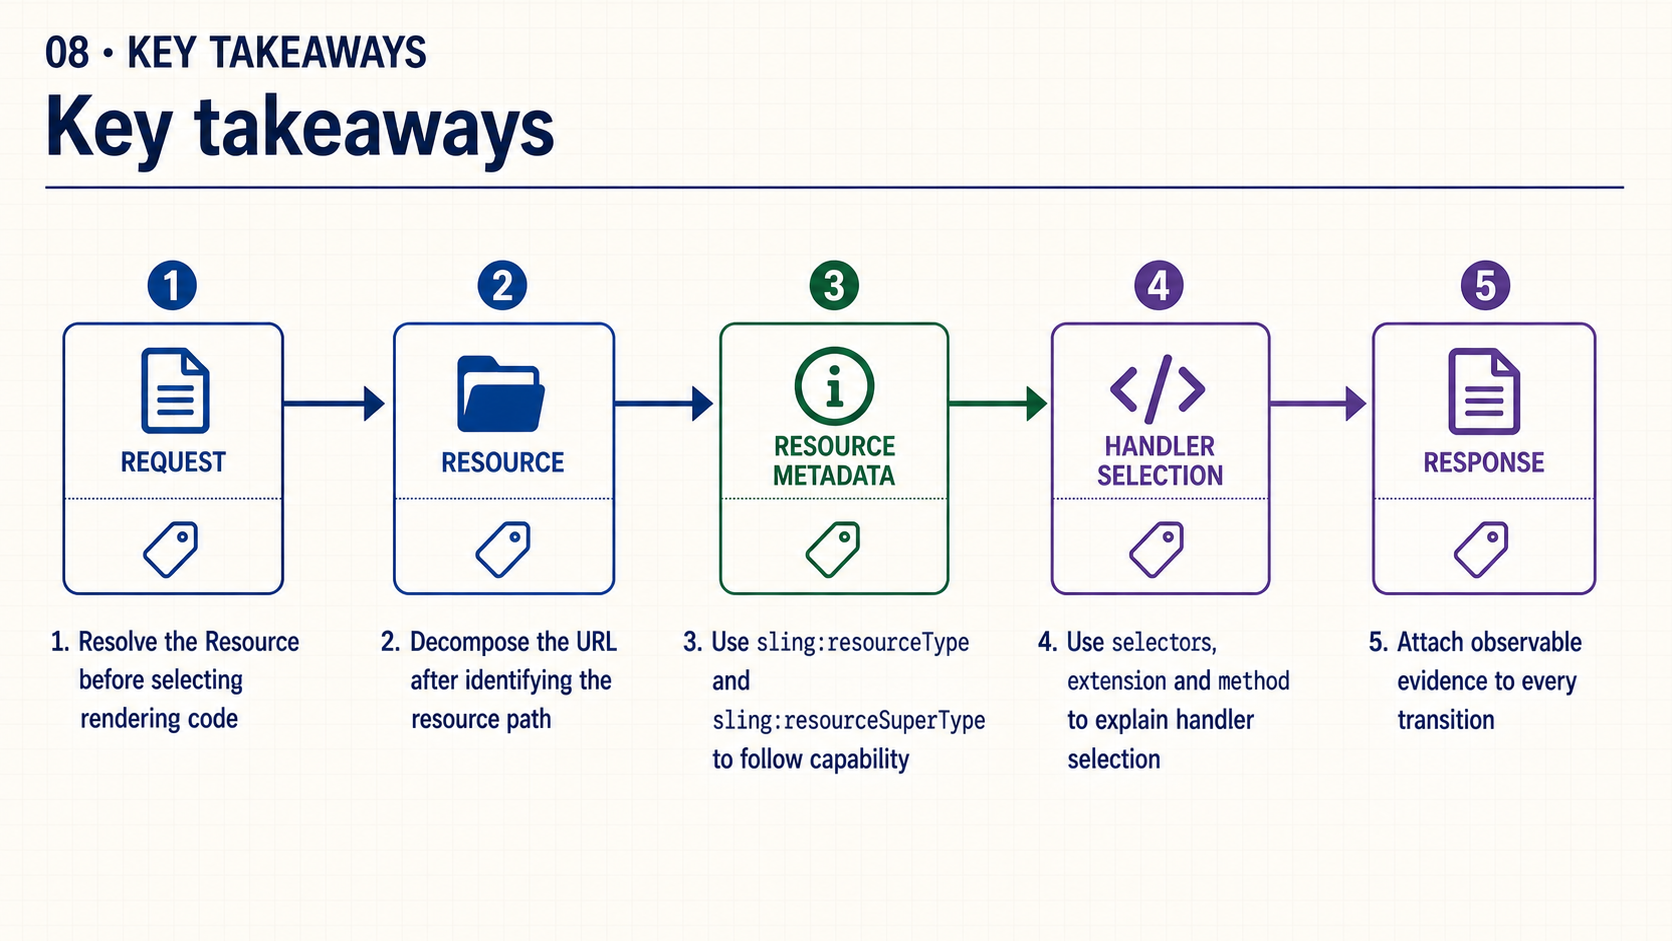 08 · KEY TAKEAWAYS
Key takeaways
1
2
3
4
5
REQUEST
RESOURCE
RESOURCE
METADATA
HANDLER
SELECTION
RESPONSE
1. Resolve the Resource
before selecting
rendering code
2. Decompose the URL
after identifying the
resource path
3. Use sling:resourceType
and
sling:resourceSuperType
to follow capability
4. Use selectors,
extension and method
to explain handler
selection
5. Attach observable
evidence to every
transition